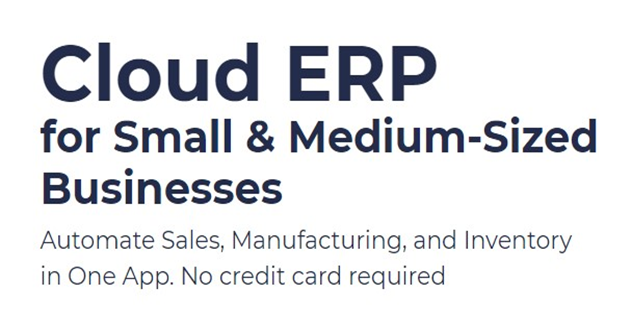 Cloud ERP
for Small & Medium-Sized
Businesses
Automate Sales, Manufacturing, and Inventory
in One App. No credit card required